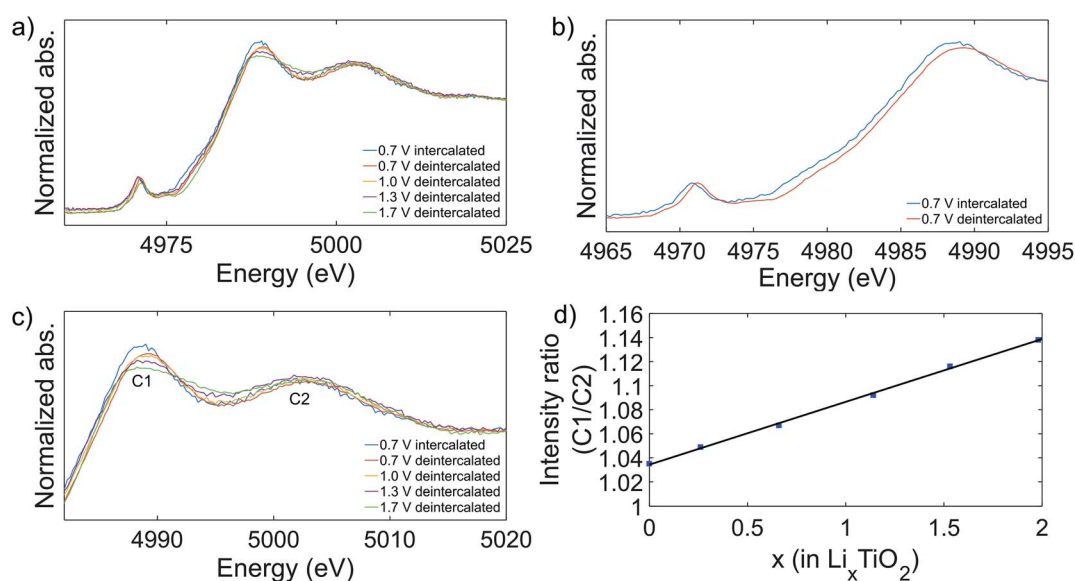 a)
Normalized abs.
0.7 V intercalated
0.7 V deintercalated
1.0 V deintercalated
1.3 V deintercalated
1.7 V deintercalated
4975 5000 5025
Energy (eV)
b)
Normalized abs.
0.7 V intercalated
0.7 V deintercalated
4965 4970 4975 4980 4985 4990 4995
Energy (eV)
c)
Normalized abs.
C1
C2
0.7 V intercalated
0.7 V deintercalated
1.0 V deintercalated
1.3 V deintercalated
1.7 V deintercalated
4990 5000 5010 5020
Energy (eV)
d)
Intensity ratio
(C1/C2)
1.16
1.14
1.12
1.1
1.08
1.06
1.04
1.02
1
0 0.5 1 1.5 2
x (in LixTiO2)